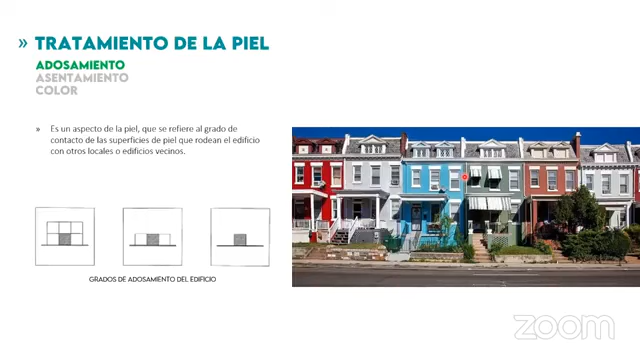 » TRATAMIENTO DE LA PIEL
ADOSAMIENTO
ASENTAMIENTO
COLOR
» Es un aspecto de la piel, que se refiere al grado de
contacto de las superficies de piel que rodean el edificio
con otros locales o edificios vecinos.
GRADOS DE ADOSAMIENTO DEL EDIFICIO
zoom